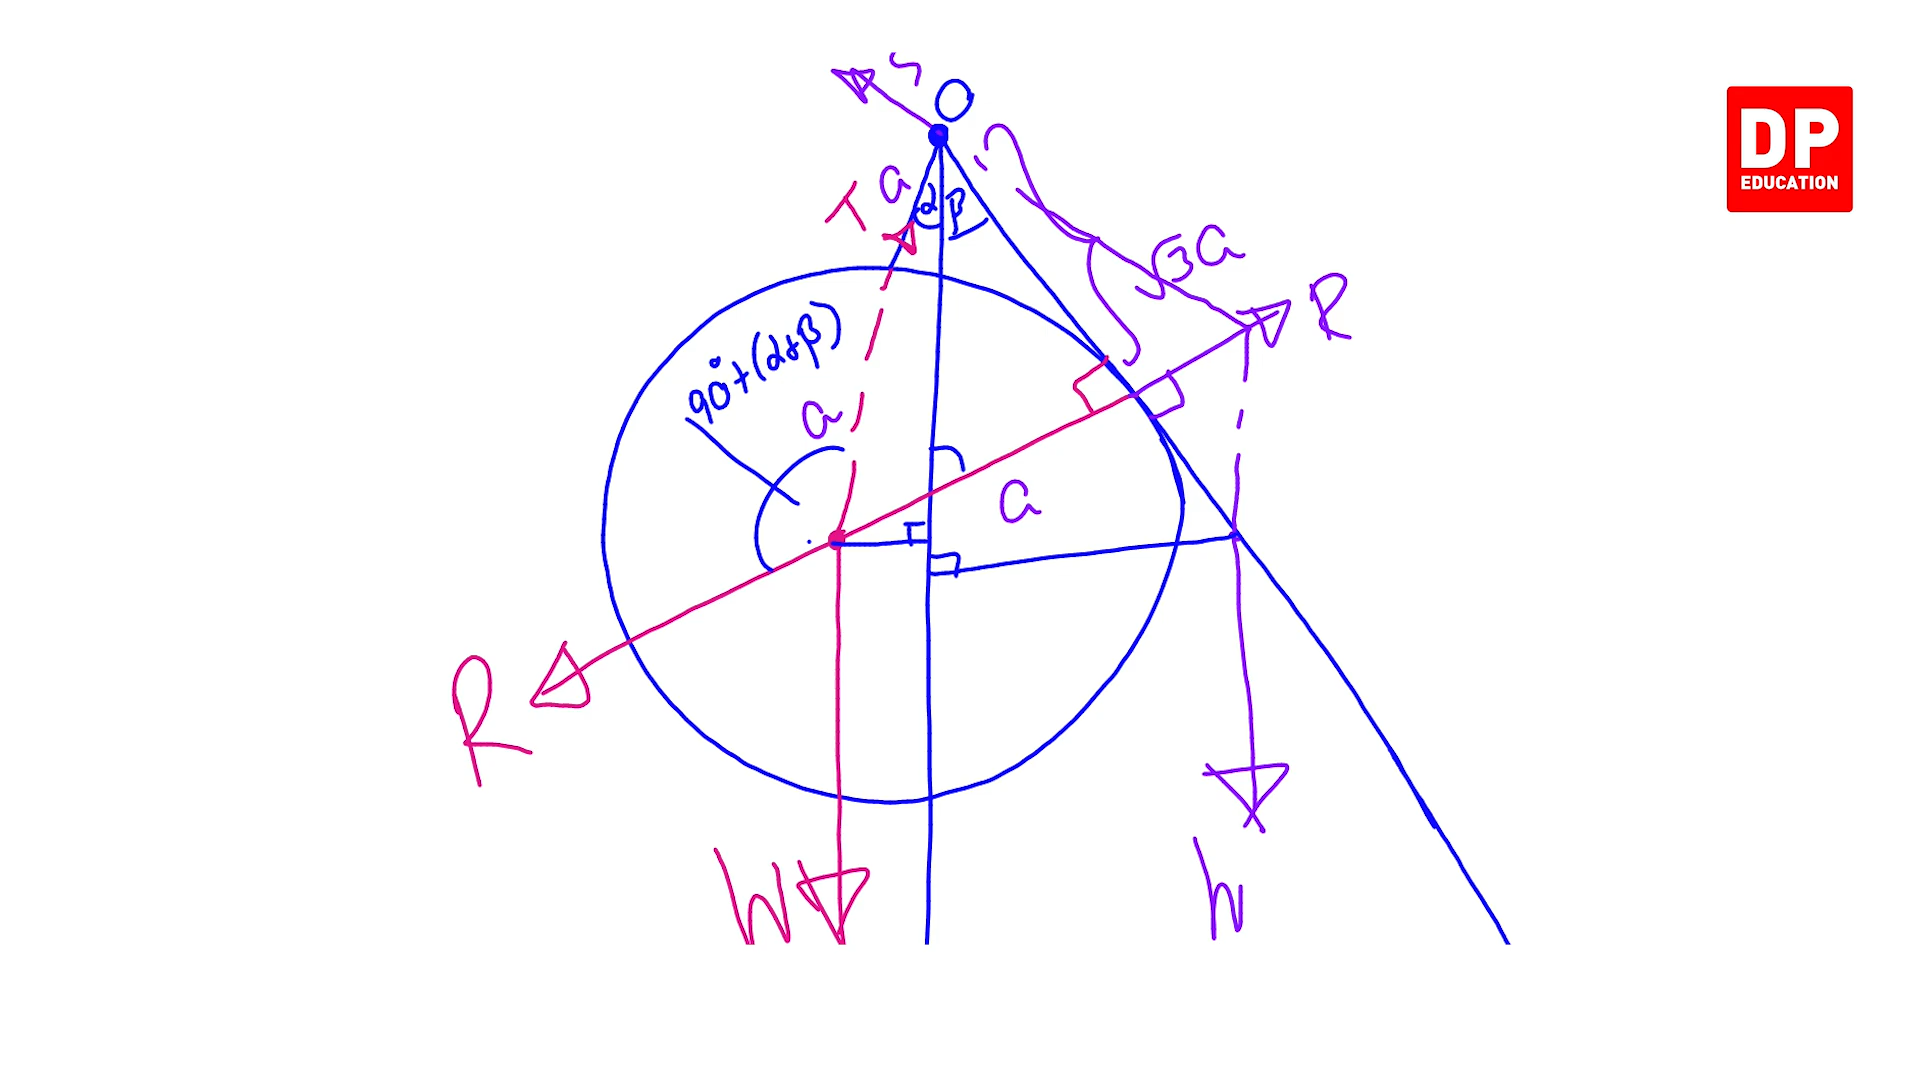 S
O
DP
EDUCATION
a
T
α
β
√3a
R
90°+(α+β)
a
a
R
W
W